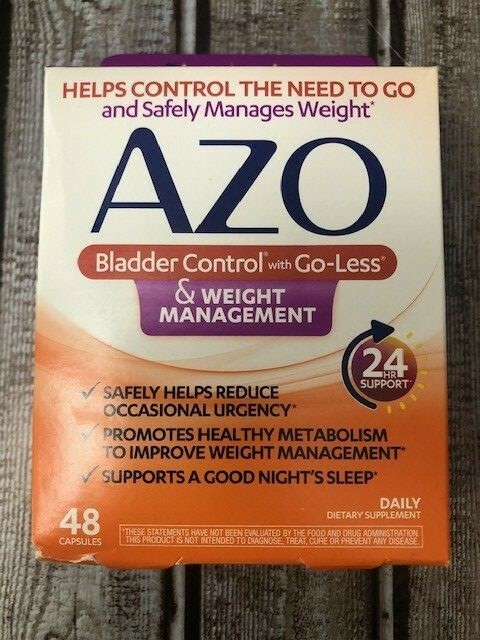 HELPS CONTROL THE NEED TO GO
and Safely Manages Weight*
AZO
Bladder Control® with Go-Less®
& WEIGHT
MANAGEMENT
24
HR
SUPPORT*
✓ SAFELY HELPS REDUCE
OCCASIONAL URGENCY*
✓ PROMOTES HEALTHY METABOLISM
TO IMPROVE WEIGHT MANAGEMENT*
✓ SUPPORTS A GOOD NIGHT'S SLEEP*
DAILY
DIETARY SUPPLEMENT
48
CAPSULES
*THESE STATEMENTS HAVE NOT BEEN EVALUATED BY THE FOOD AND DRUG ADMINISTRATION.
THIS PRODUCT IS NOT INTENDED TO DIAGNOSE, TREAT, CURE OR PREVENT ANY DISEASE.